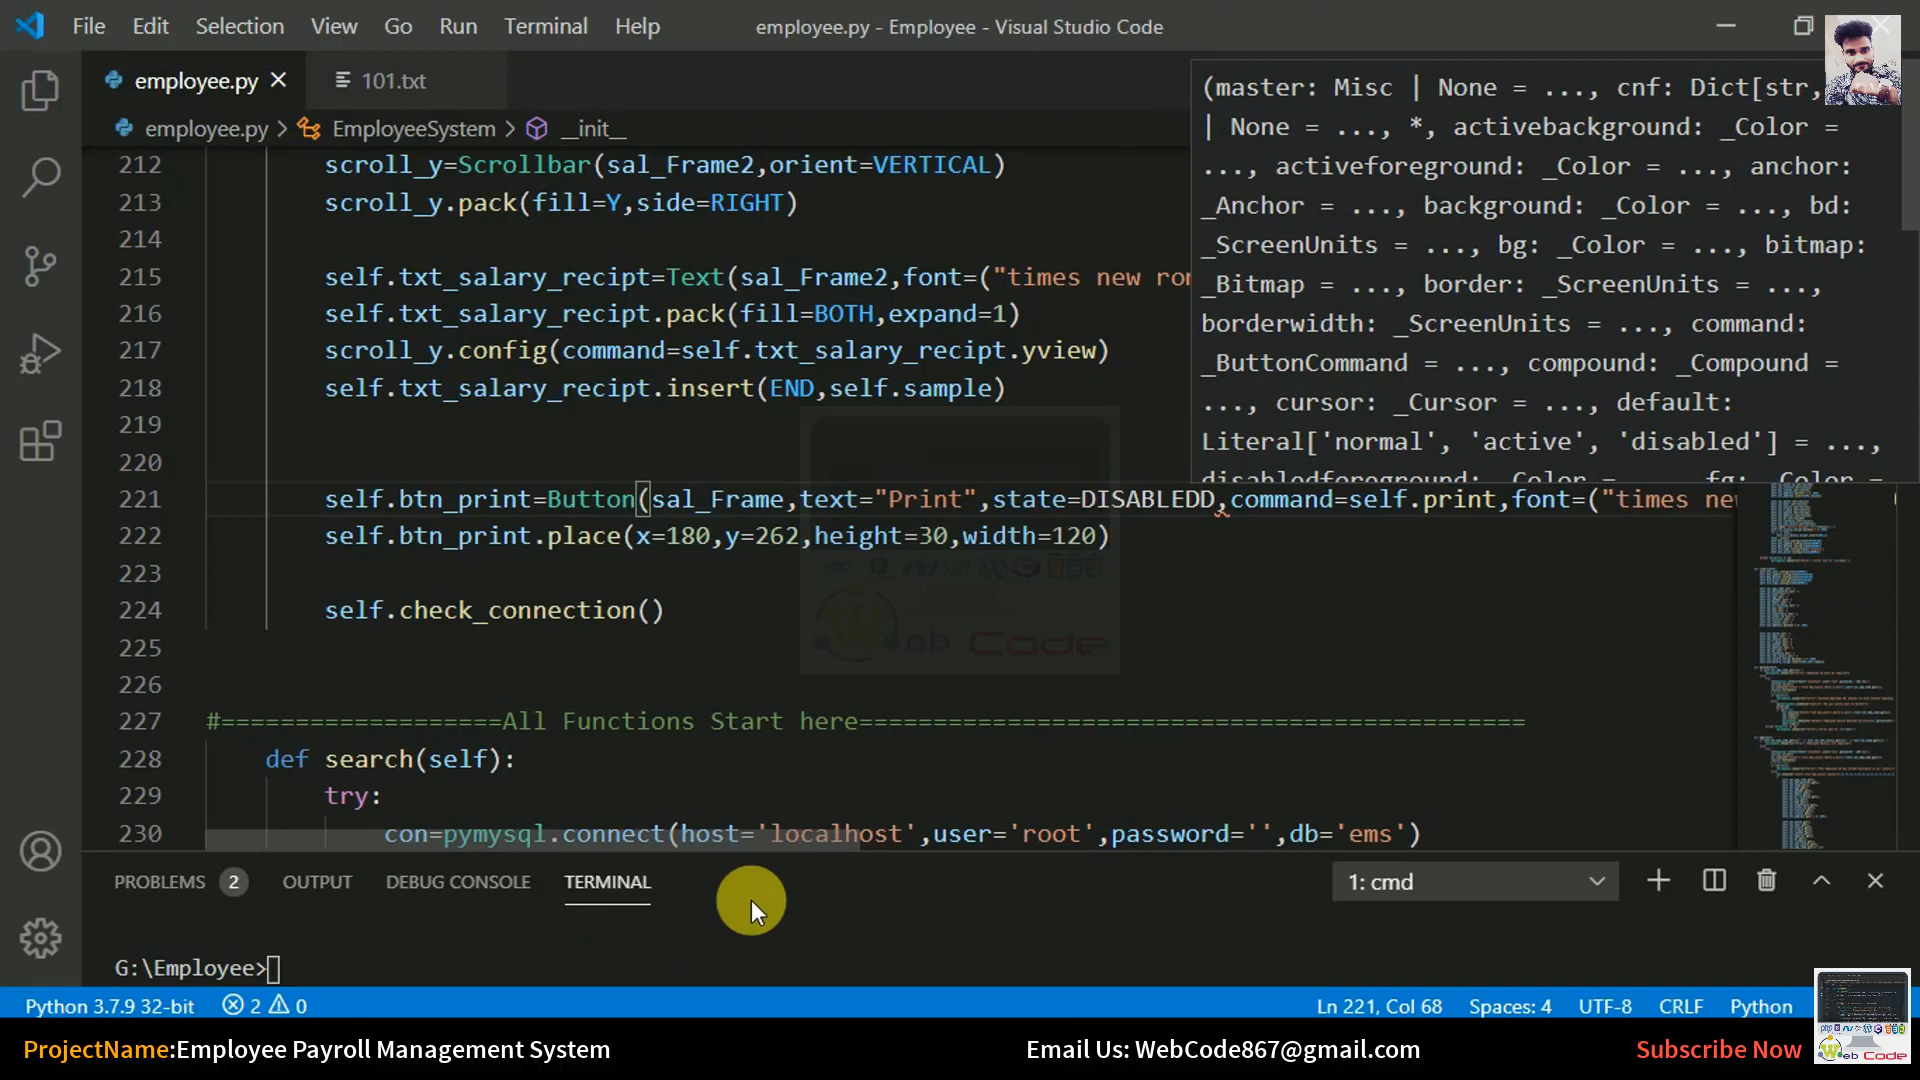 File Edit Selection View Go Run Terminal Help employee.py - Employee - Visual Studio Code
employee.py 101.txt
employee.py > EmployeeSystem > __init__
(master: Misc | None = ..., cnf: Dict[str,
| None = ..., *, activebackground: _Color =
..., activeforeground: _Color = ..., anchor:
_Anchor = ..., background: _Color = ..., bd:
_ScreenUnits = ..., bg: _Color = ..., bitmap:
_Bitmap = ..., border: _ScreenUnits = ...,
borderwidth: _ScreenUnits = ..., command:
_ButtonCommand = ..., compound: _Compound =
..., cursor: _Cursor = ..., default:
Literal['normal', 'active', 'disabled'] = ...,
disabledforeground: _Color = ..., fg: _Color =
212 scroll_y=Scrollbar(sal_Frame2,orient=VERTICAL)
213 scroll_y.pack(fill=Y,side=RIGHT)
214
215 self.txt_salary_recipt=Text(sal_Frame2,font=("times new ron
216 self.txt_salary_recipt.pack(fill=BOTH,expand=1)
217 scroll_y.config(command=self.txt_salary_recipt.yview)
218 self.txt_salary_recipt.insert(END,self.sample)
219
220
221 self.btn_print=Button(sal_Frame,text="Print",state=DISABLEDD,command=self.print,font=("times ne
222 self.btn_print.place(x=180,y=262,height=30,width=120)
223
224 self.check_connection()
225
226
227 #===================All Functions Start here=============================================
228 def search(self):
229 try:
230 con=pymysql.connect(host='localhost',user='root',password='',db='ems')
PROBLEMS 2 OUTPUT DEBUG CONSOLE TERMINAL 1: cmd
G:\Employee>
Python 3.7.9 32-bit 2 0 Ln 221, Col 68 Spaces: 4 UTF-8 CRLF Python
ProjectName:Employee Payroll Management System Email Us: WebCode867@gmail.com Subscribe Now
eb Code